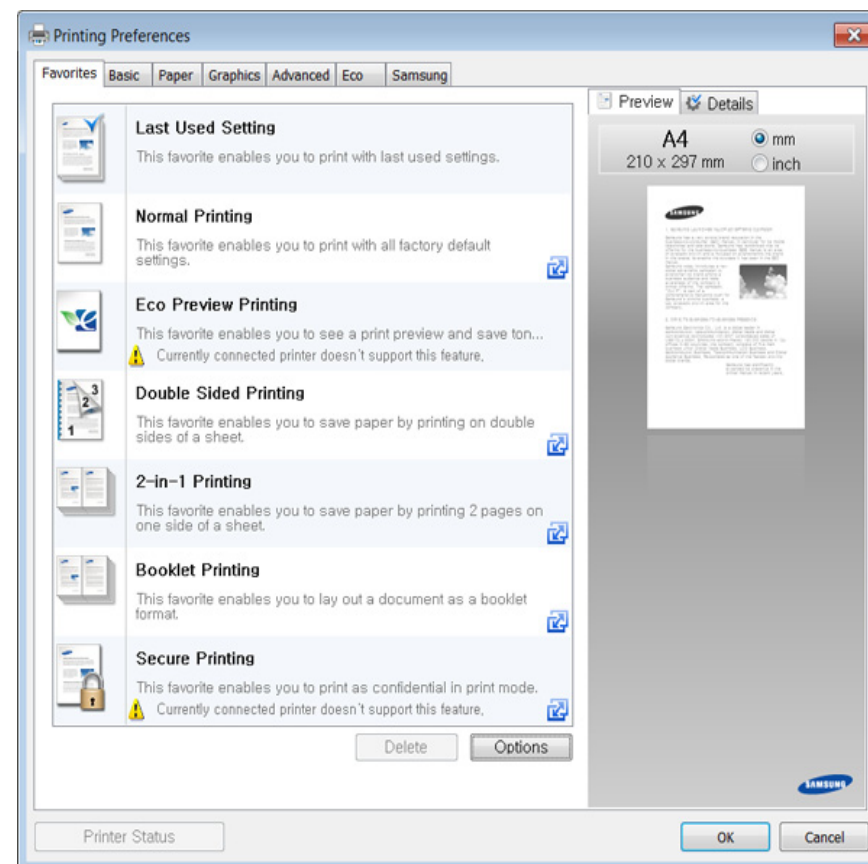 Printing Preferences
Favorites Basic Paper Graphics Advanced Eco Samsung
Last Used Setting
This favorite enables you to print with last used settings.
Normal Printing
This favorite enables you to print with all factory default
settings.
Eco Preview Printing
This favorite enables you to see a print preview and save ton...
Currently connected printer doesn't support this feature.
Double Sided Printing
This favorite enables you to save paper by printing on double
sides of a sheet.
3
2
1
2-in-1 Printing
This favorite enables you to save paper by printing 2 pages on
one side of a sheet.
Booklet Printing
This favorite enables you to lay out a document as a booklet
format.
Secure Printing
This favorite enables you to print as confidential in print mode.
Currently connected printer doesn't support this feature.
Delete Options
Preview Details
A4
210 x 297 mm
mm
inch
SAMSUNG
SAMSUNG
Printer Status OK Cancel